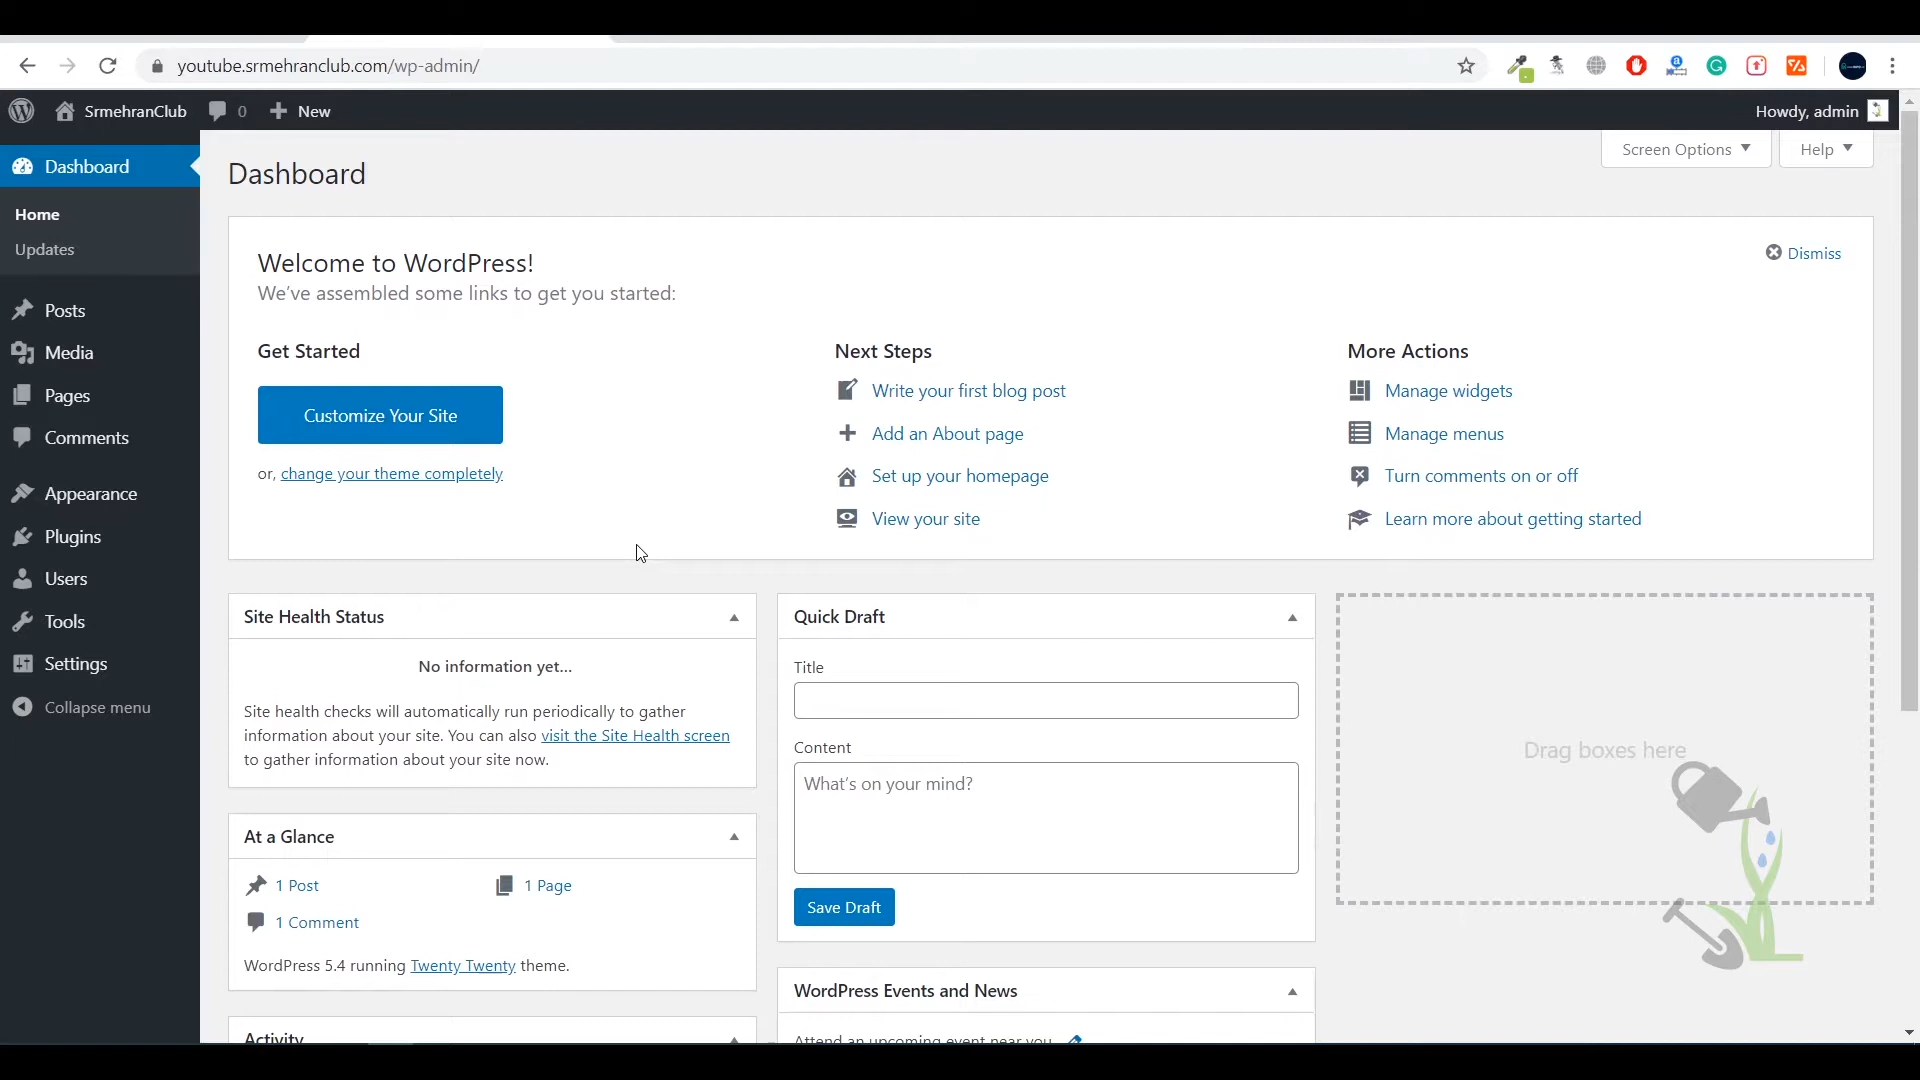 youtube.srmehranclub.com/wp-admin/
SrmehranClub
0
New
Howdy, admin
Dashboard
Home
Updates
Posts
Media
Pages
Comments
Appearance
Plugins
Users
Tools
Settings
Collapse menu
Dashboard
Screen Options
Help
Welcome to WordPress!
We've assembled some links to get you started:
Dismiss
Get Started
Customize Your Site
or, change your theme completely
Next Steps
Write your first blog post
Add an About page
Set up your homepage
View your site
More Actions
Manage widgets
Manage menus
Turn comments on or off
Learn more about getting started
Site Health Status
No information yet...
Site health checks will automatically run periodically to gather
information about your site. You can also visit the Site Health screen
to gather information about your site now.
At a Glance
1 Post
1 Page
1 Comment
WordPress 5.4 running Twenty Twenty theme.
Activity
Quick Draft
Title
Content
What's on your mind?
Save Draft
WordPress Events and News
Attend an upcoming event near you
Drag boxes here